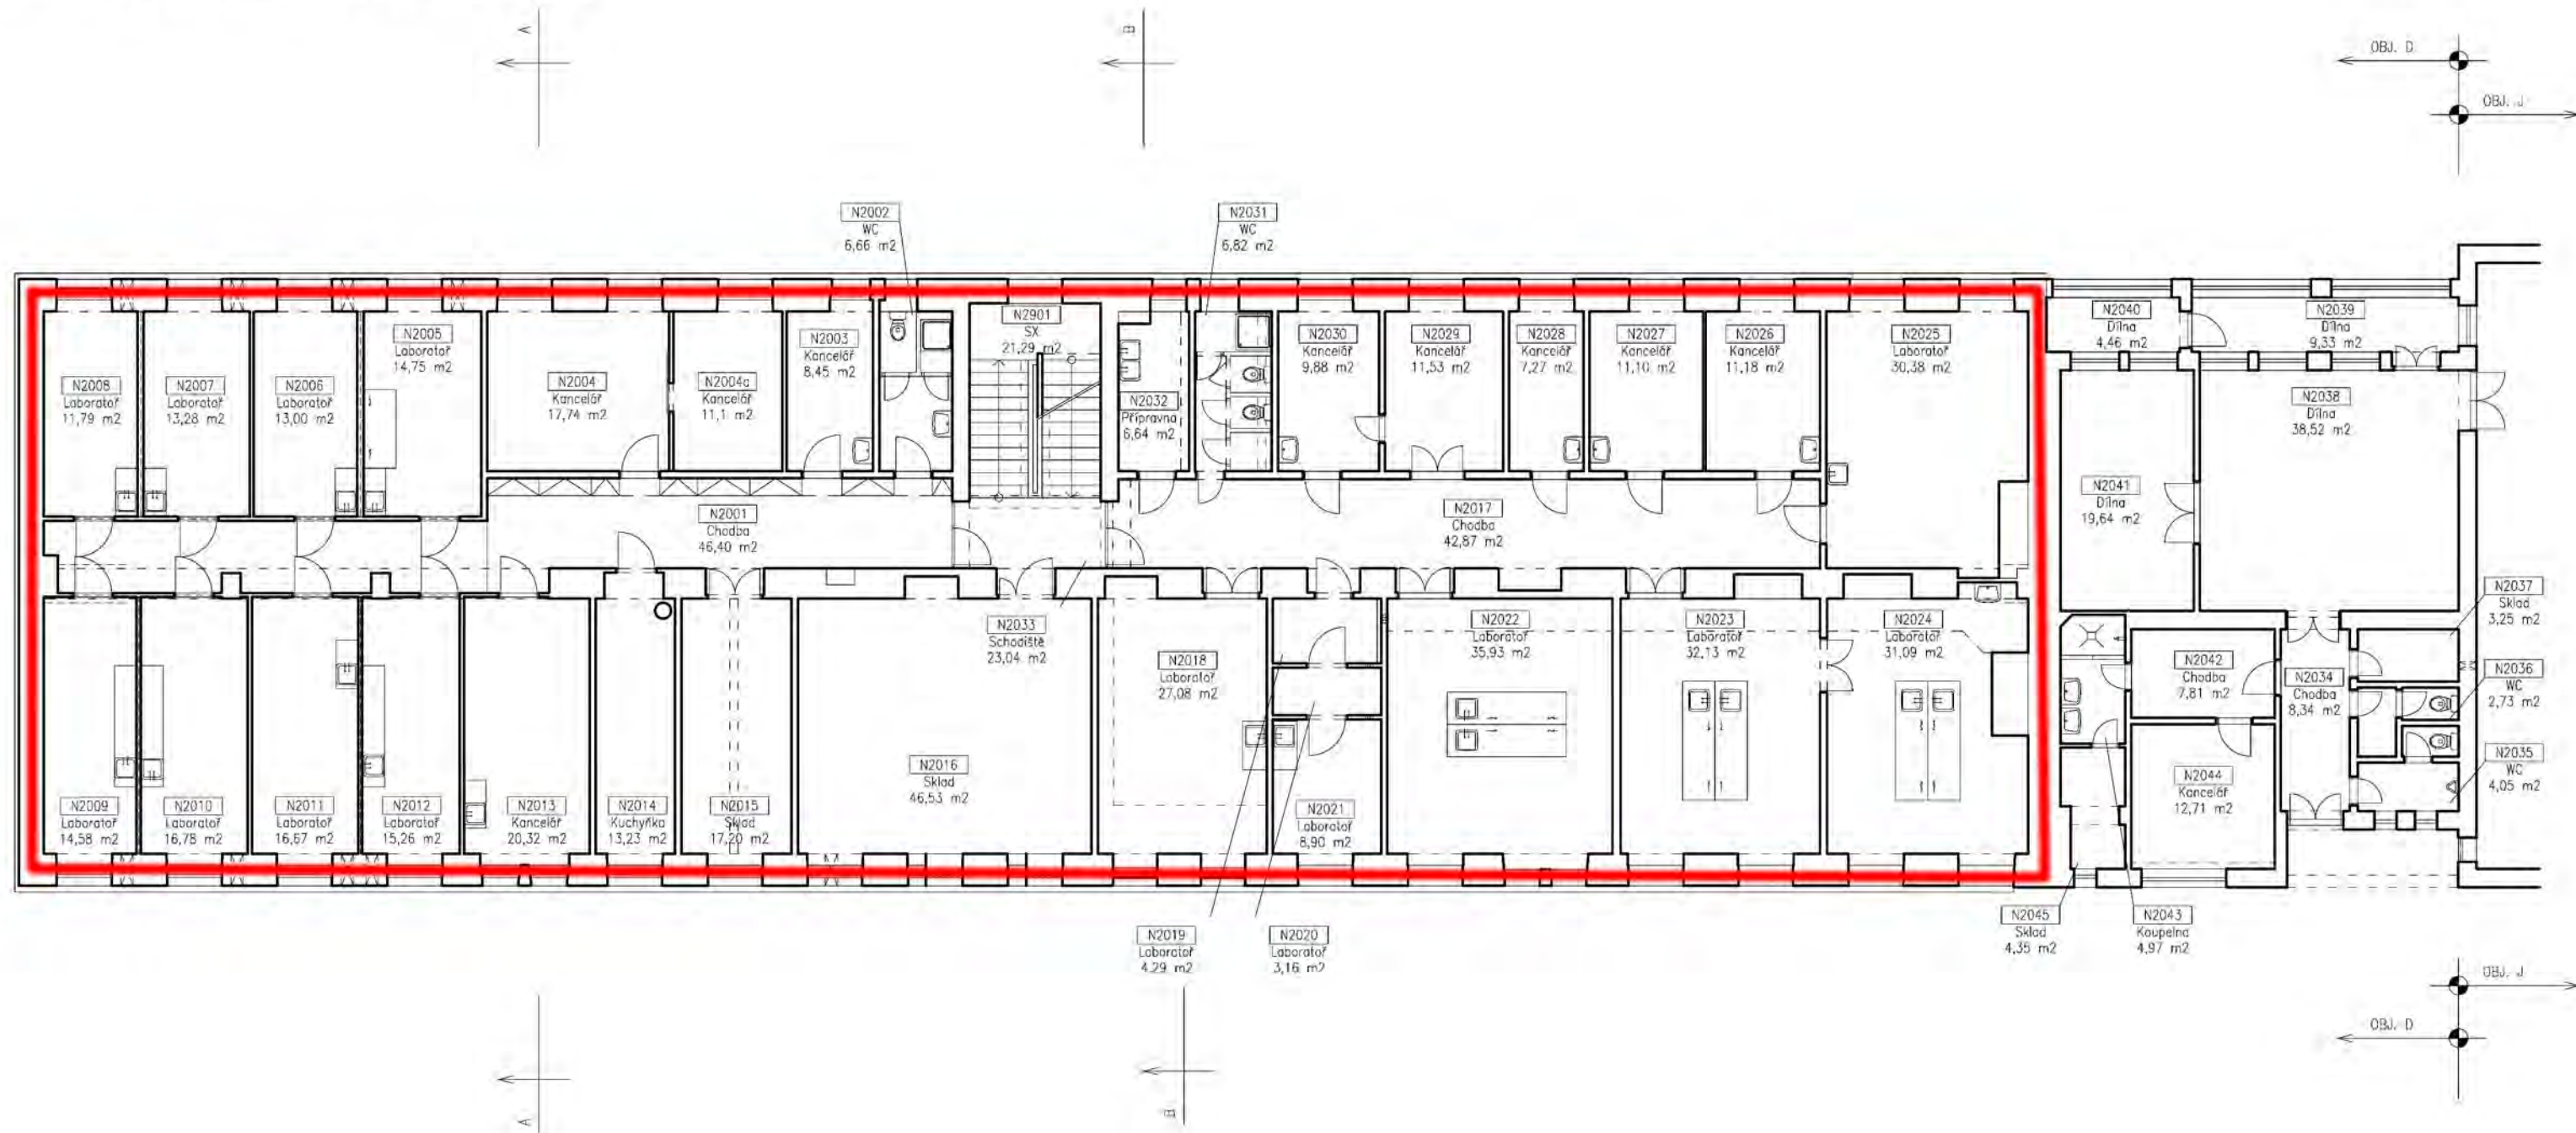 A
B
OBJ. D
OBJ. J
N2002
WC
6,66 m2
N2031
WC
6,82 m2
N2008
Laboratoř
11,79 m2
N2007
Laboratoř
13,28 m2
N2006
Laboratoř
13,00 m2
N2005
Laboratoř
14,75 m2
N2004
Kancelář
17,74 m2
N2004a
Kancelář
11,1 m2
N2003
Kancelář
8,45 m2
N2901
SX
21,29 m2
N2032
Přípravna
6,64 m2
N2030
Kancelář
9,88 m2
N2029
Kancelář
11,53 m2
N2028
Kancelář
7,27 m2
N2027
Kancelář
11,10 m2
N2026
Kancelář
11,18 m2
N2025
Laboratoř
30,38 m2
N2040
Dílna
4,46 m2
N2039
Dílna
9,33 m2
N2038
Dílna
38,52 m2
N2041
Dílna
19,64 m2
N2001
Chodba
46,40 m2
N2017
Chodba
42,87 m2
N2033
Schodiště
23,04 m2
N2018
Laboratoř
27,08 m2
N2022
Laboratoř
35,93 m2
N2023
Laboratoř
32,13 m2
N2024
Laboratoř
31,09 m2
N2037
Sklad
3,25 m2
N2042
Chodba
7,81 m2
N2034
Chodba
8,34 m2
N2036
WC
2,73 m2
N2035
WC
4,05 m2
N2044
Kancelář
12,71 m2
N2009
Laboratoř
14,58 m2
N2010
Laboratoř
16,78 m2
N2011
Laboratoř
16,67 m2
N2012
Laboratoř
15,26 m2
N2013
Kancelář
20,32 m2
N2014
Kuchyňka
13,23 m2
N2015
Sklad
17,20 m2
N2016
Sklad
46,53 m2
N2021
Laboratoř
8,90 m2
N2019
Laboratoř
4,29 m2
N2020
Laboratoř
3,16 m2
N2045
Sklad
4,35 m2
N2043
Koupelna
4,97 m2
OBJ. J
OBJ. D
A
B